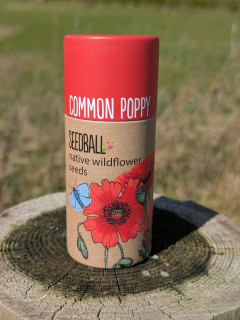 COMMON POPPY
SEEDBALL
native wildflower
seeds